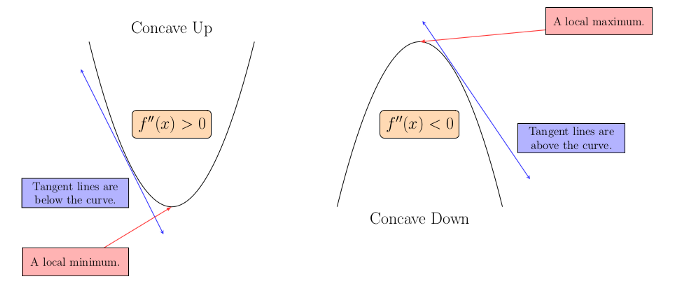 Concave Up
f″(x) > 0
Tangent lines are
below the curve.
A local minimum.
A local maximum.
f″(x) < 0
Tangent lines are
above the curve.
Concave Down